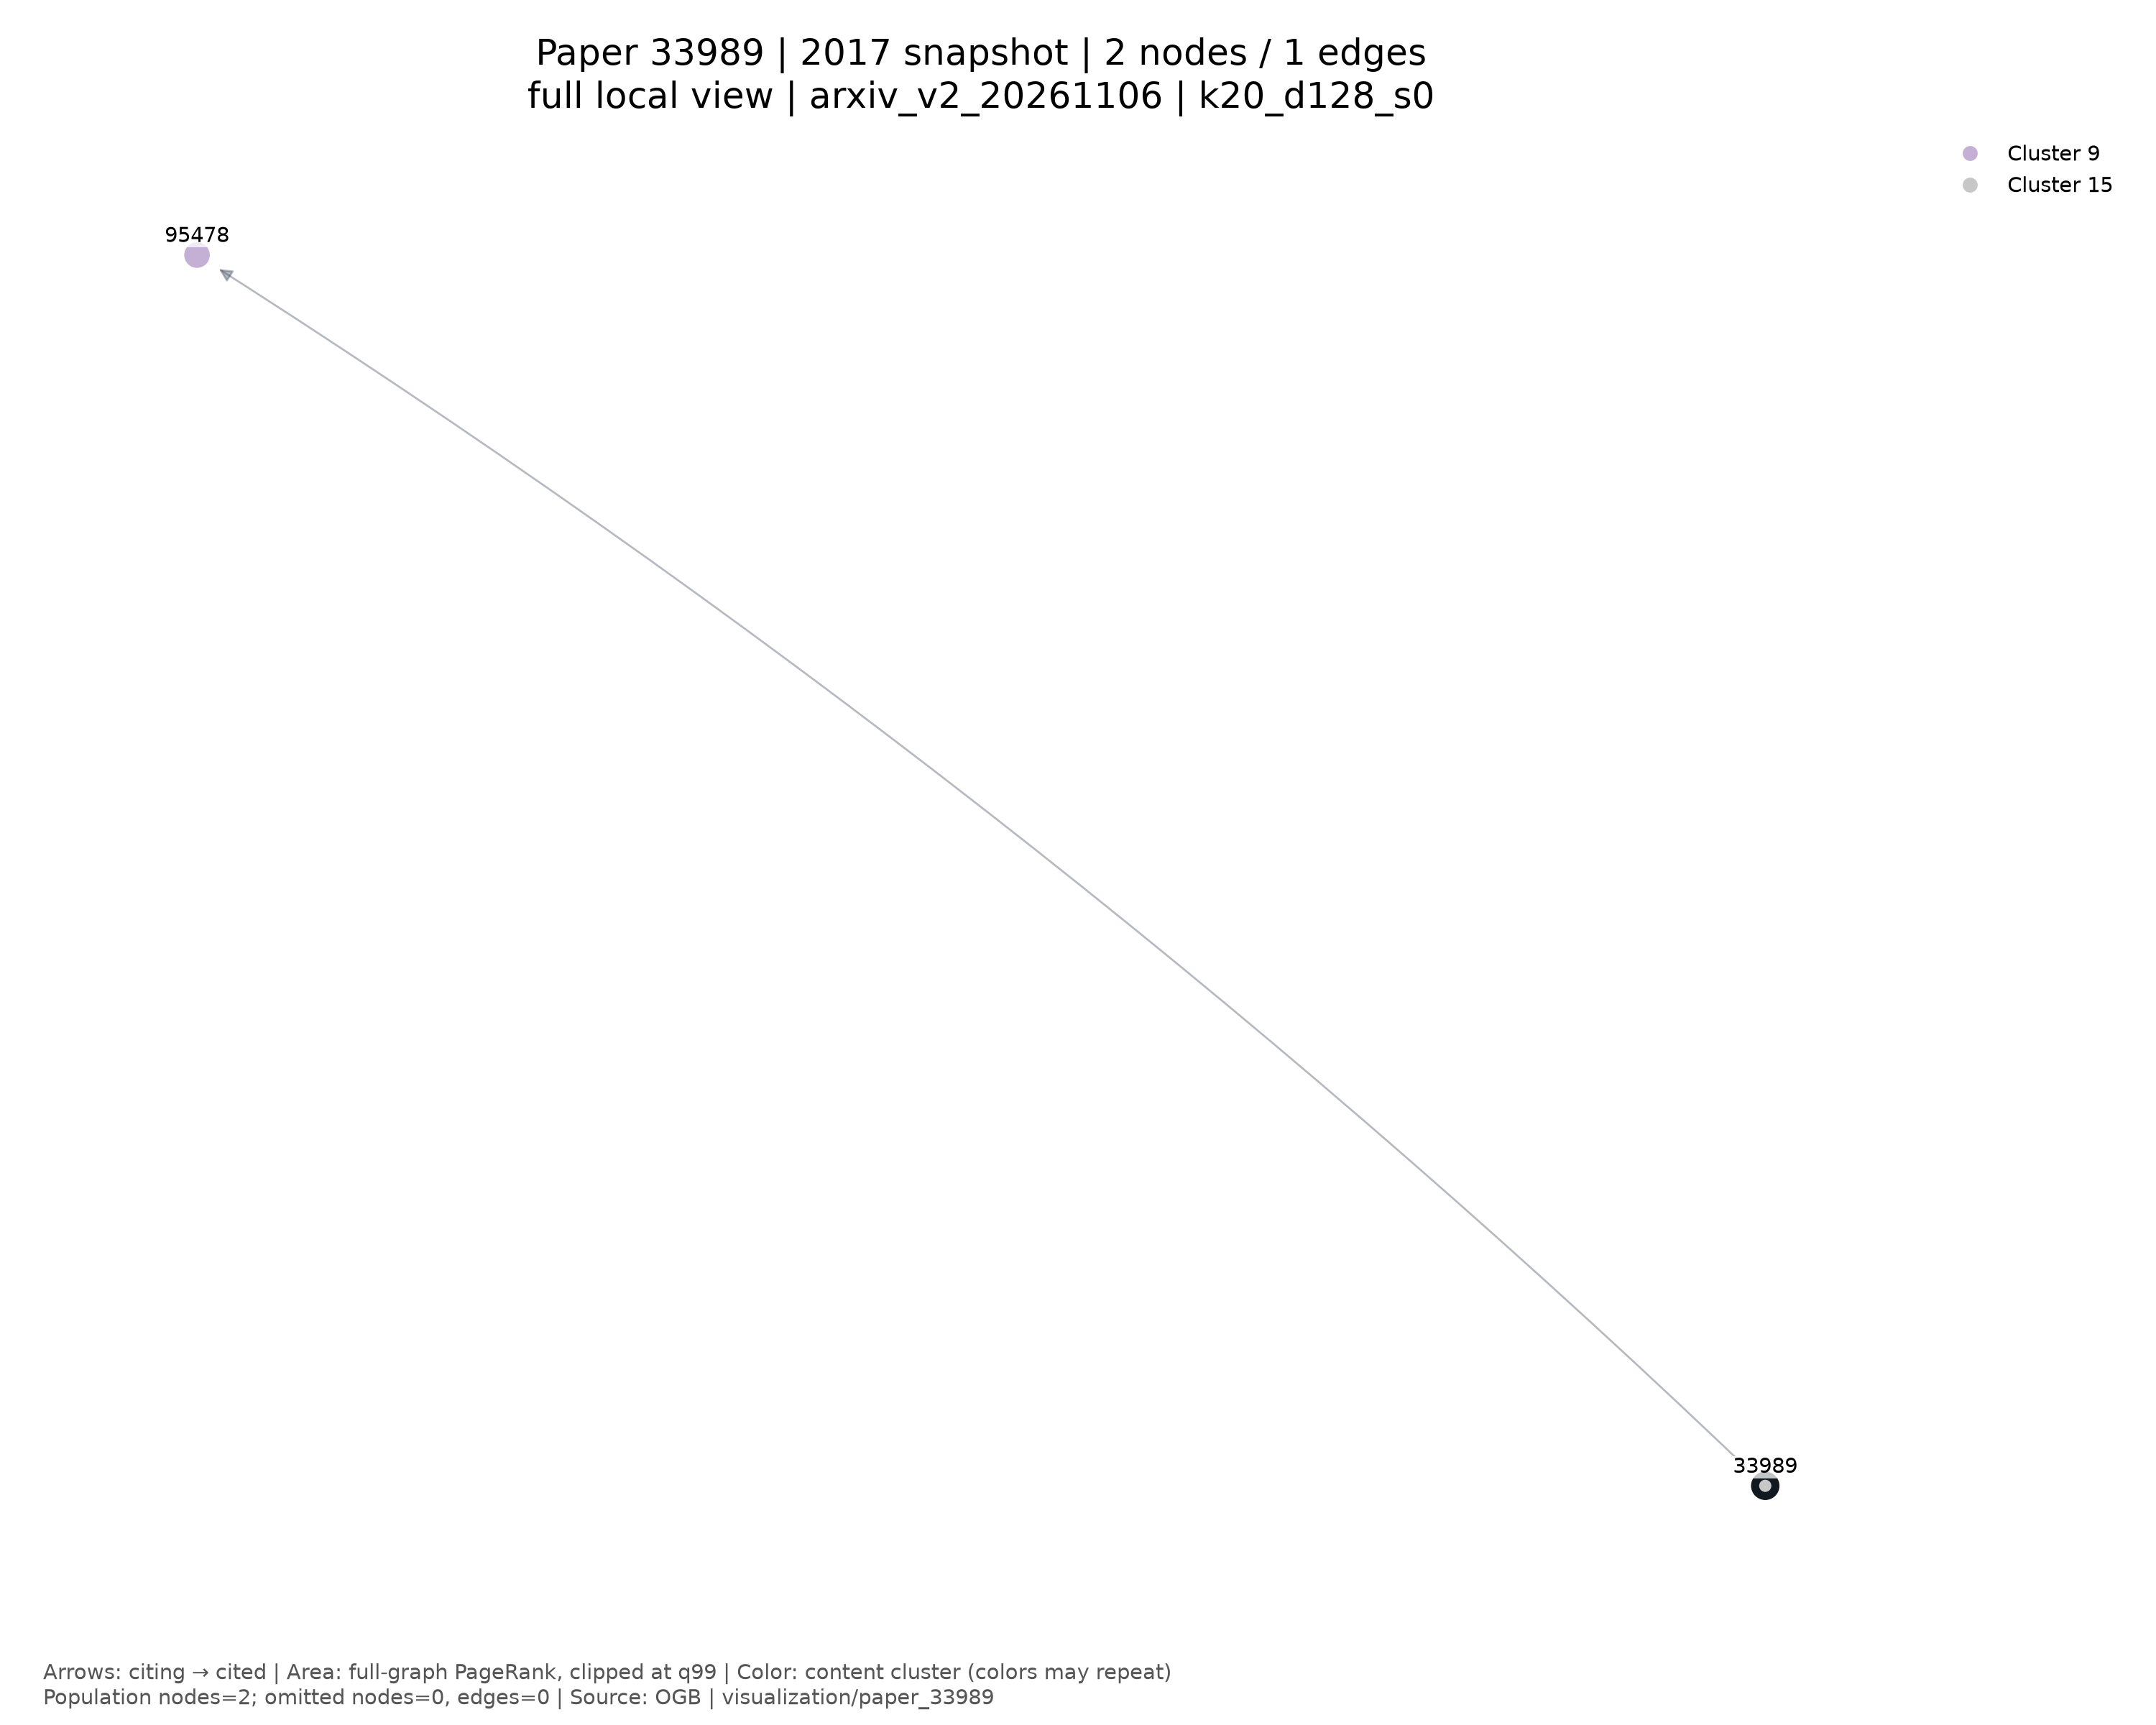 Paper 33989 | 2017 snapshot | 2 nodes / 1 edges
full local view | arxiv_v2_20261106 | k20_d128_s0
Cluster 9
Cluster 15
95478
33989
Arrows: citing → cited | Area: full-graph PageRank, clipped at q99 | Color: content cluster (colors may repeat)
Population nodes=2; omitted nodes=0, edges=0 | Source: OGB | visualization/paper_33989